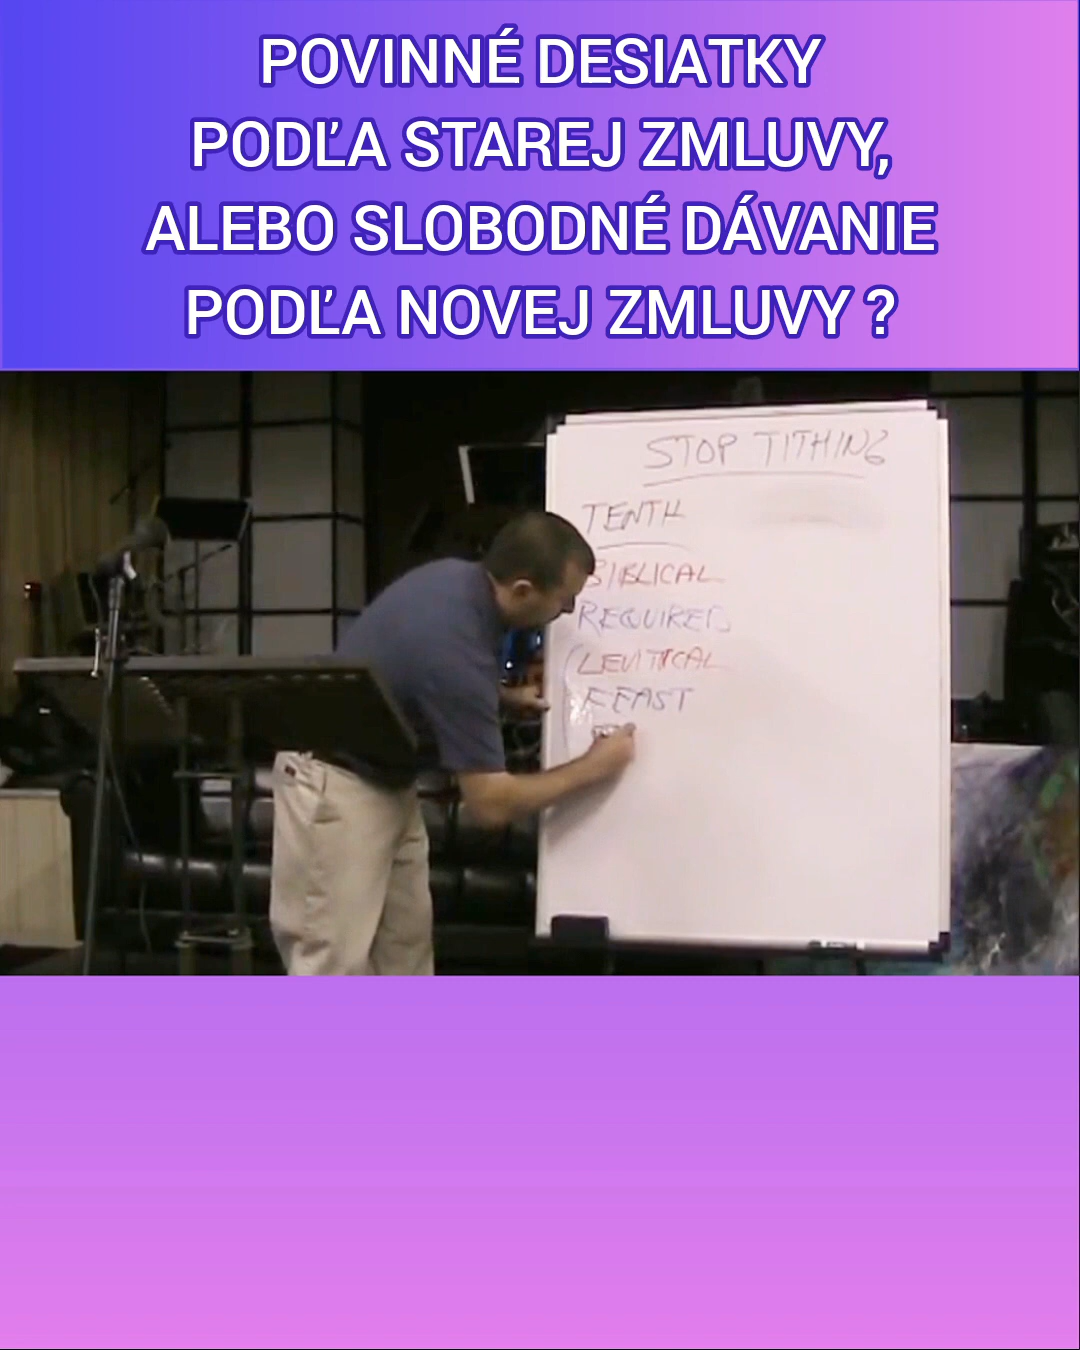 POVINNÉ DESIATKY
PODĽA STAREJ ZMLUVY,
ALEBO SLOBODNÉ DÁVANIE
PODĽA NOVEJ ZMLUVY ?
STOP TITHING
TENTH
BIBLICAL
REQUIRED
LEVITICAL
FEAST